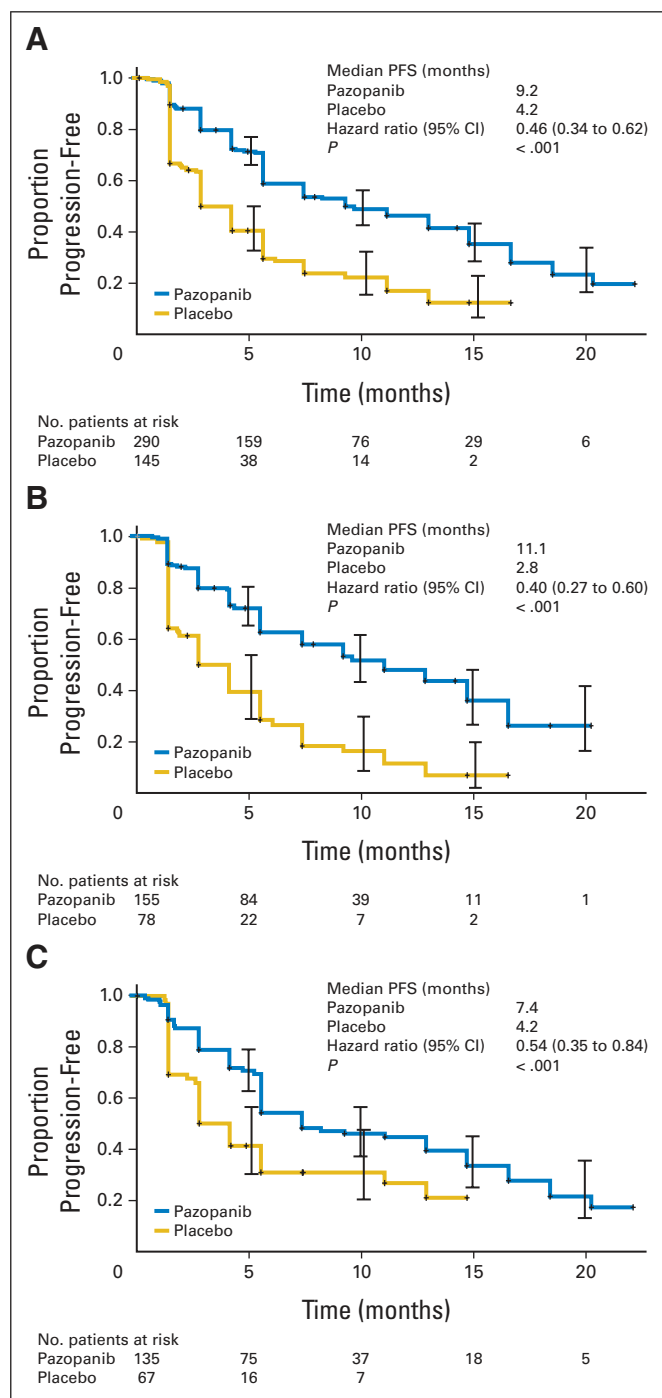 A
Median PFS (months)
Pazopanib 9.2
Placebo 4.2
Hazard ratio (95% CI) 0.46 (0.34 to 0.62)
P < .001
Proportion
Progression-Free
1.0
0.8
0.6
0.4
0.2
Pazopanib
Placebo
0 5 10 15 20
Time (months)
No. patients at risk
Pazopanib 290 159 76 29 6
Placebo 145 38 14 2
B
Median PFS (months)
Pazopanib 11.1
Placebo 2.8
Hazard ratio (95% CI) 0.40 (0.27 to 0.60)
P < .001
Proportion
Progression-Free
1.0
0.8
0.6
0.4
0.2
Pazopanib
Placebo
0 5 10 15 20
Time (months)
No. patients at risk
Pazopanib 155 84 39 11 1
Placebo 78 22 7 2
C
Median PFS (months)
Pazopanib 7.4
Placebo 4.2
Hazard ratio (95% CI) 0.54 (0.35 to 0.84)
P < .001
Proportion
Progression-Free
1.0
0.8
0.6
0.4
0.2
Pazopanib
Placebo
0 5 10 15 20
Time (months)
No. patients at risk
Pazopanib 135 75 37 18 5
Placebo 67 16 7